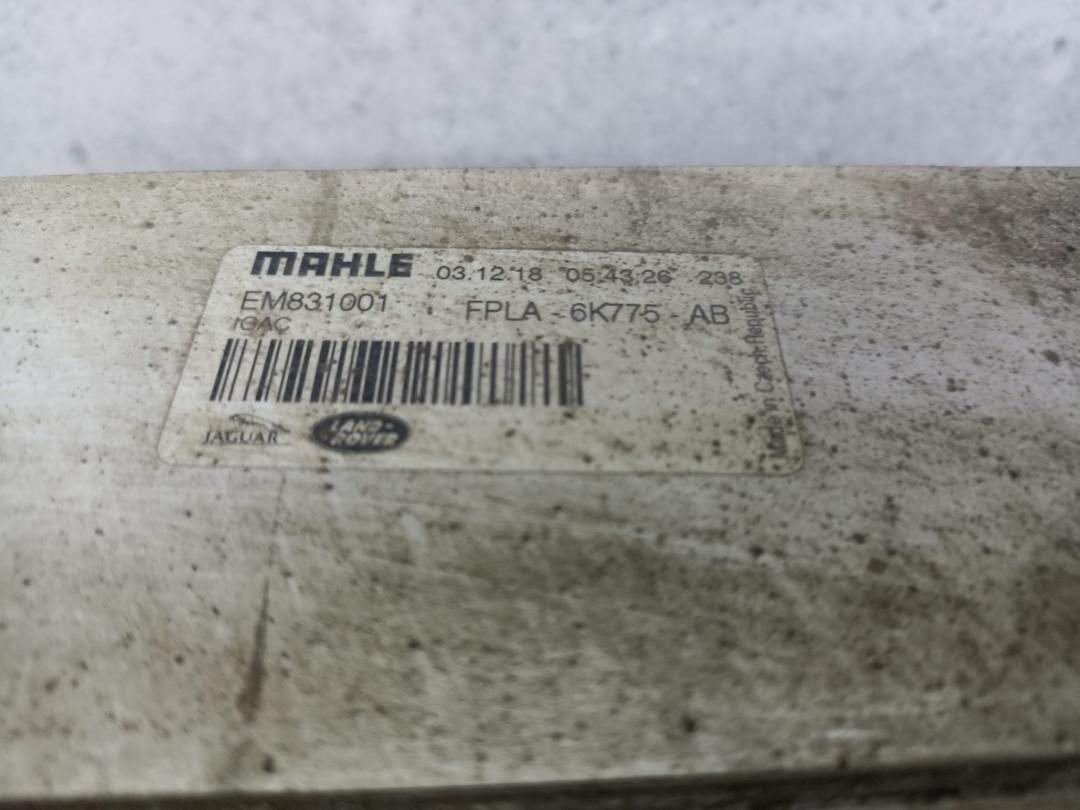 MAHLE 03.12.18 05.43.26 238
EM831001 FPLA - 6K775 - AB
IGAC
JAGUAR LAND-ROVER
Made in Czech Republic